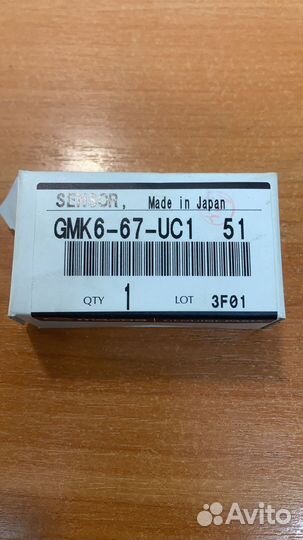 SENSOR, Made in Japan
GMK6-67-UC1 51
QTY 1 LOT 3F01
Avito